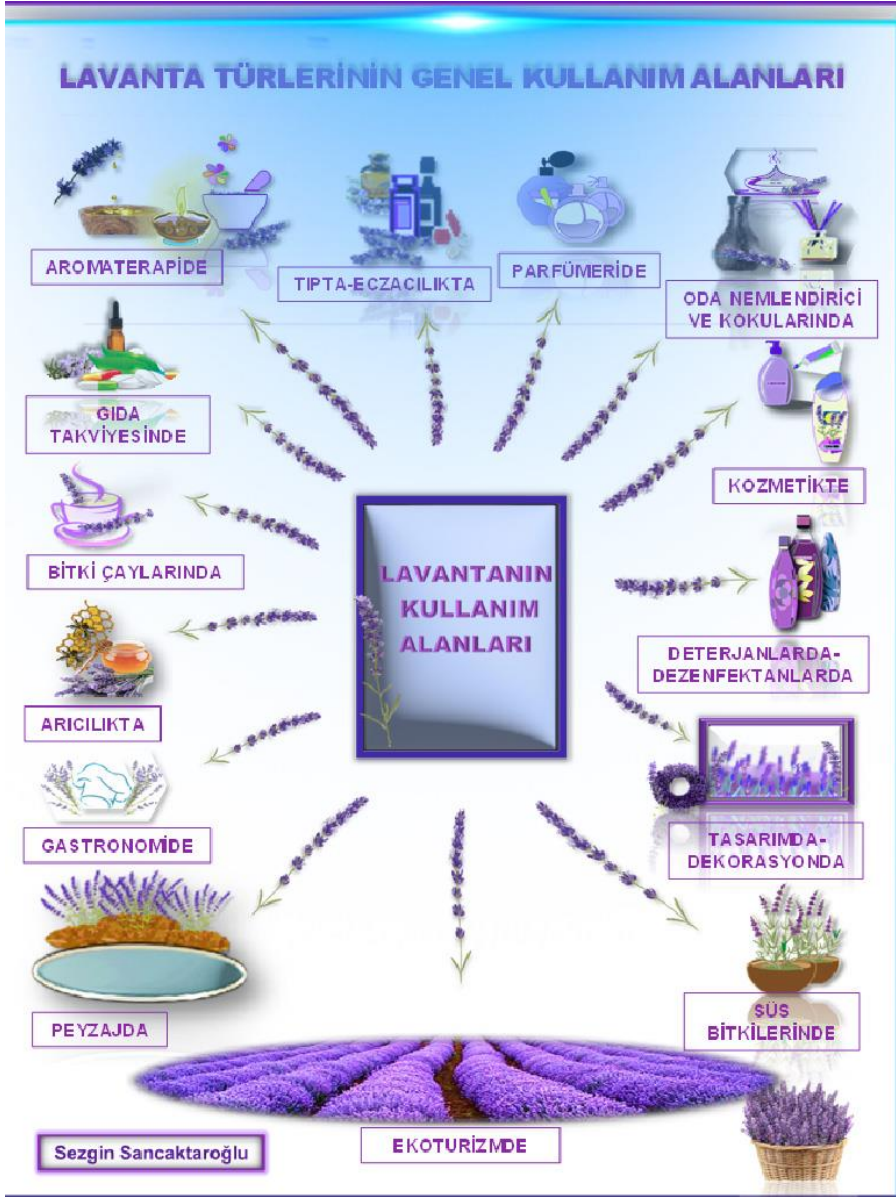 LAVANTA TÜRLERİNİN GENEL KULLANIM ALANLARI
AROMATERAPİDE
TIPTA-ECZACILIKTA
PARFÜMERİDE
ODA NEMLENDİRİCİ
VE KOKULARINDA
GIDA
TAKVİYESİNDE
KOZMETİKTE
BİTKİ ÇAYLARINDA
LAVANTANIN
KULLANIM
ALANLARI
DETERJANLARDA-
DEZENFEKTANLARDA
ARICILIKTA
GASTRONOMİDE
TASARIMDA-
DEKORASYONDA
PEYZAJDA
SÜS
BİTKİLERİNDE
EKOTURİZMDE
Sezgin Sancaktaroğlu